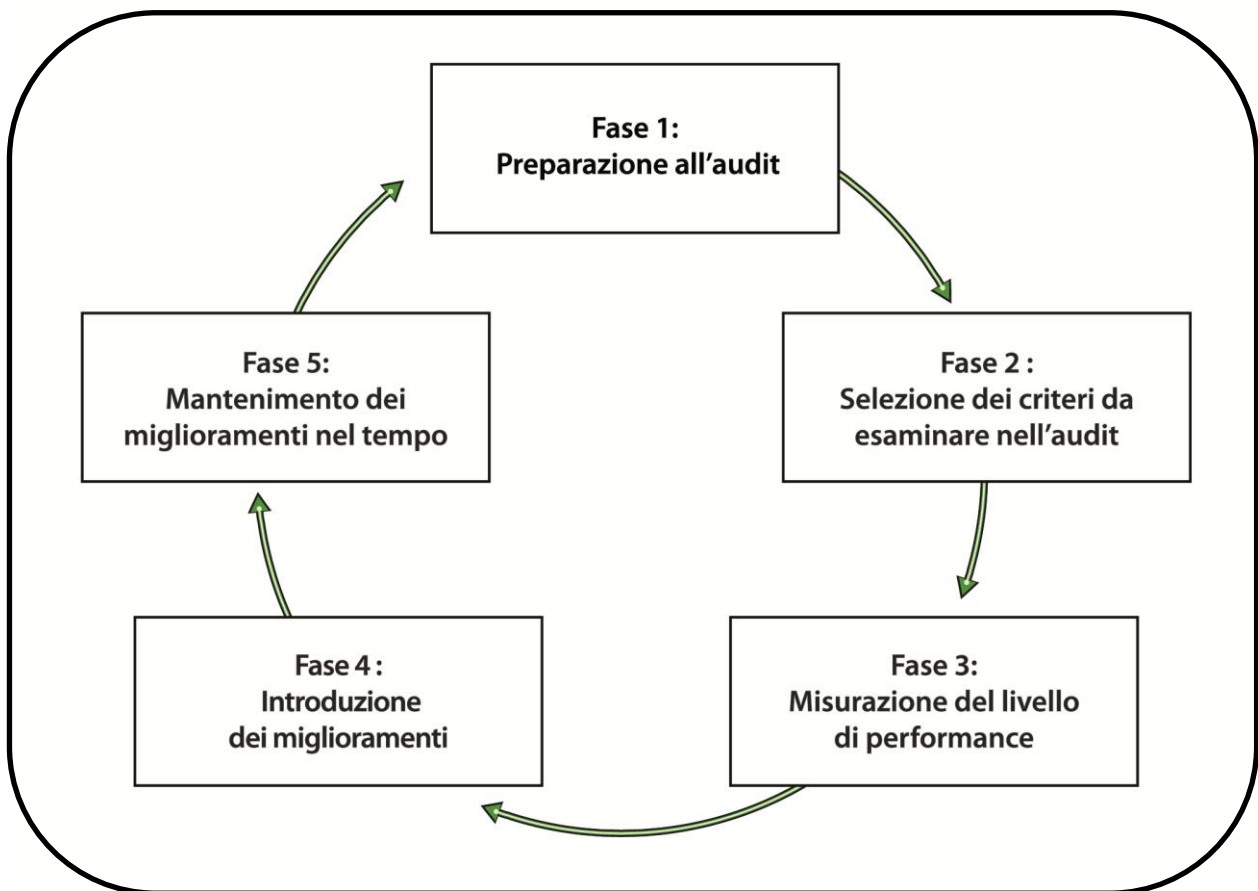 Fase 1:
Preparazione all'audit
Fase 2 :
Selezione dei criteri da
esaminare nell'audit
Fase 3:
Misurazione del livello
di performance
Fase 4 :
Introduzione
dei miglioramenti
Fase 5:
Mantenimento dei
miglioramenti nel tempo